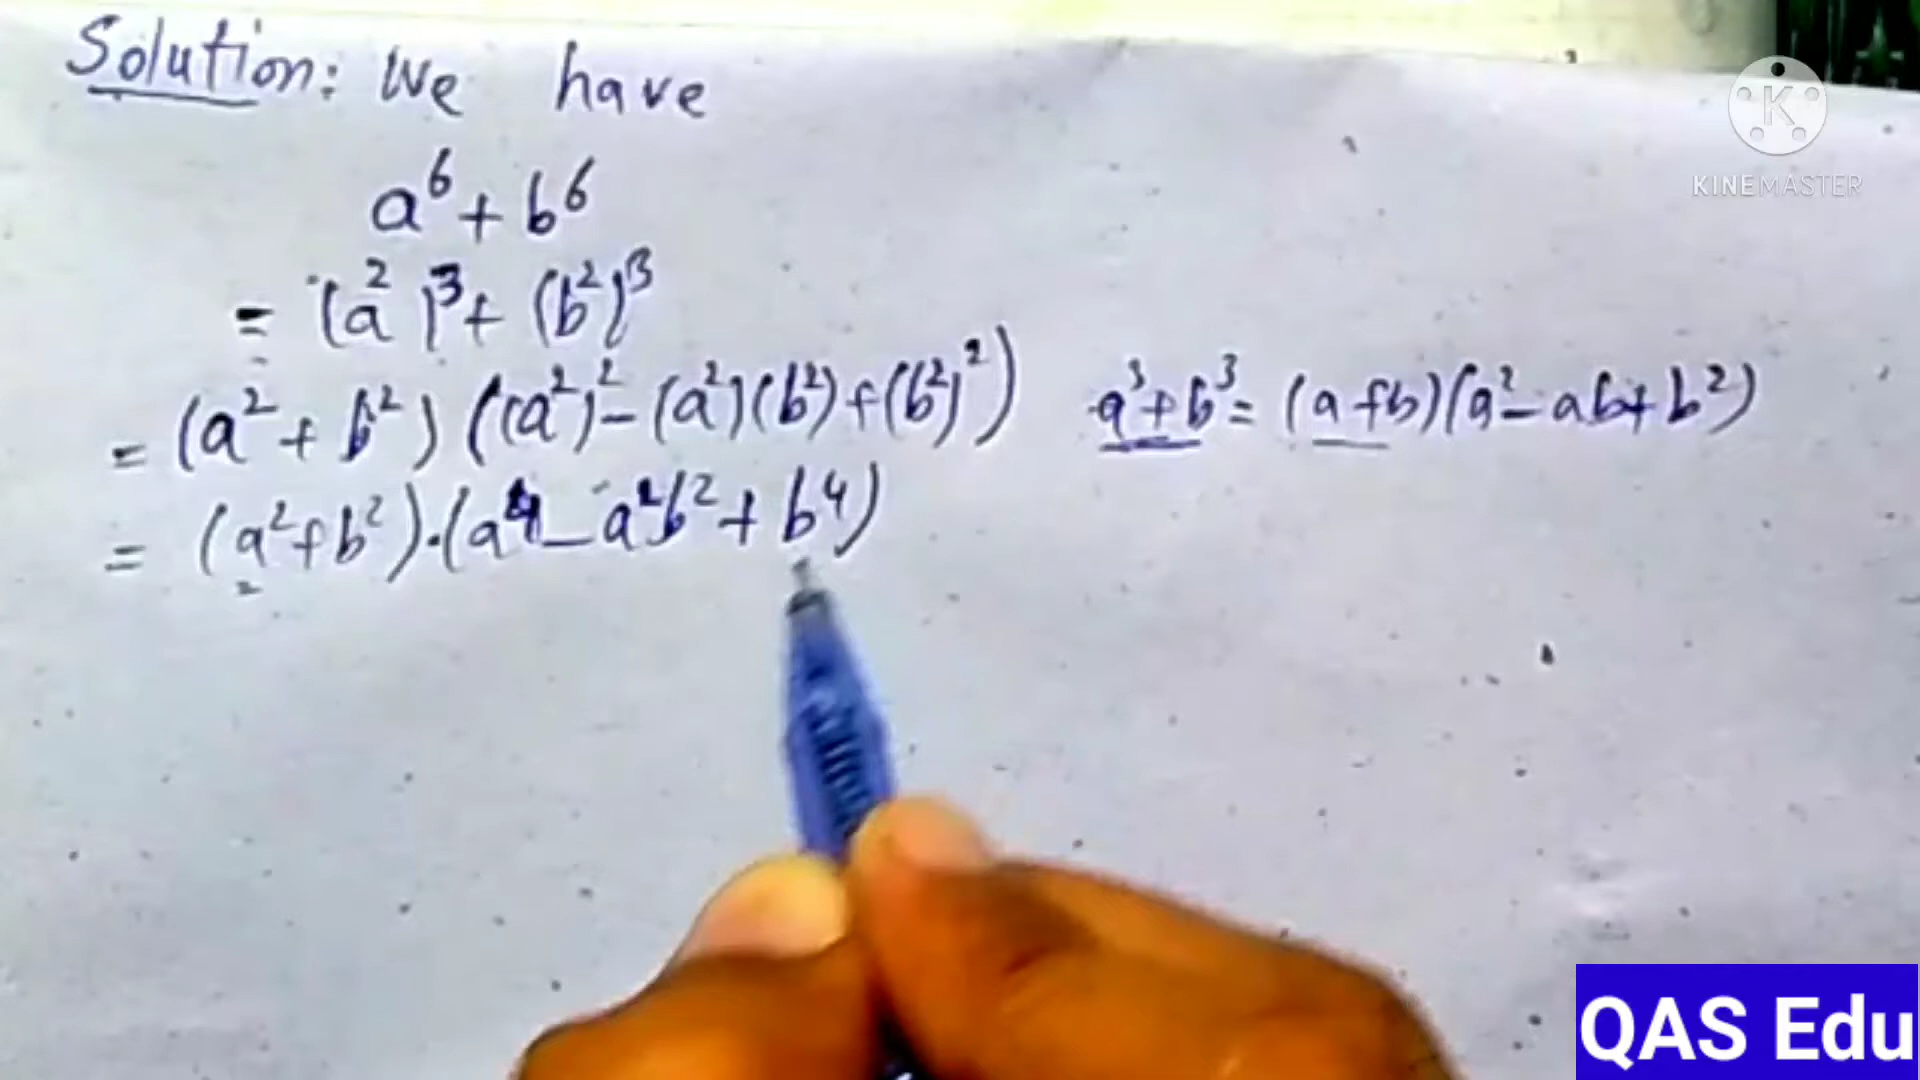 Solution: We have
a⁶ + b⁶
= (a²)³ + (b²)³
= (a² + b²) ((a²)² - (a²)(b²) + (b²)²)
a³ + b³ = (a + b)(a² - ab + b²)
= (a² + b²)·(a⁴ - a²b² + b⁴)
K
KINEMASTER
QAS Edu